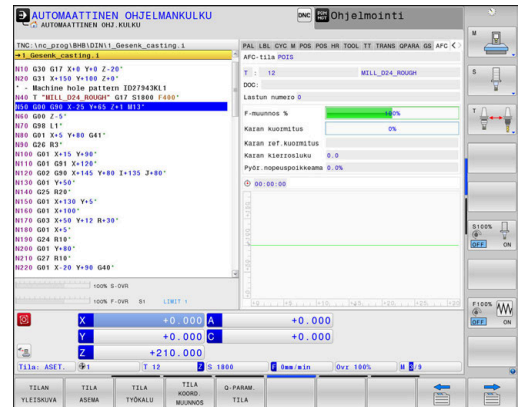 AUTOMAATTINEN OHJELMANKULKU
AUTOMAATTINEN OHJ.KULKU
DNC
Ohjelmointi
TNC:\nc_prog\BHB\DIN\1_Gesenk_casting.i
→1_Gesenk_casting.i
N10 G30 G17 X+0 Y+0 Z-20*
N20 G31 X+150 Y+100 Z+0*
* - Machine hole pattern ID27943KL1
N40 T "MILL_D24_ROUGH" G17 S1800 F400*
N50 G00 G90 X-25 Y+65 Z+1 M13*
N60 G00 Z-5*
N70 G98 L1*
N80 G01 X+5 Y+80 G41*
N90 G26 R3*
N100 G01 X+15 Y+90*
N110 G01 G91 X+120*
N120 G02 G90 X+145 Y+80 I+135 J+80*
N130 G01 Y+50*
N140 G25 R20*
N150 G01 X+130 Y+5*
N160 G01 X+100*
N170 G03 X+50 Y+12 R+30*
N180 G01 X+5*
N190 G24 R10*
N200 G01 Y+80*
N210 G27 R10*
N220 G01 X-20 Y+90 G40*
100% S-OVR
100% F-OVR S1 LIMIT 1
PAL LBL CYC M POS POS HR TOOL TT TRANS QPARA GS AFC
AFC-tila POIS
T : 12 MILL_D24_ROUGH
DOC:
Lastun numero 0
F-muunnos % 100%
Karan kuormitus 0%
Karan ref.kuormitus
Karan kierrosluku 0.0
Pyör.nopeuspoikkeama 0.0%
00:00:00
X +0.000 A +0.000
Y +0.000 C +0.000
Z +210.000
Tila: ASET. 1 T 12 Z S 1800 F 0mm/min Ovr 100% M 5/9
TILAN YLEISKUVA
TILA ASEMA
TILA TYÖKALU
TILA KOORD. MUUNNOS
Q-PARAM. TILA
M
S
T
S100%
OFF ON
F100%
OFF ON